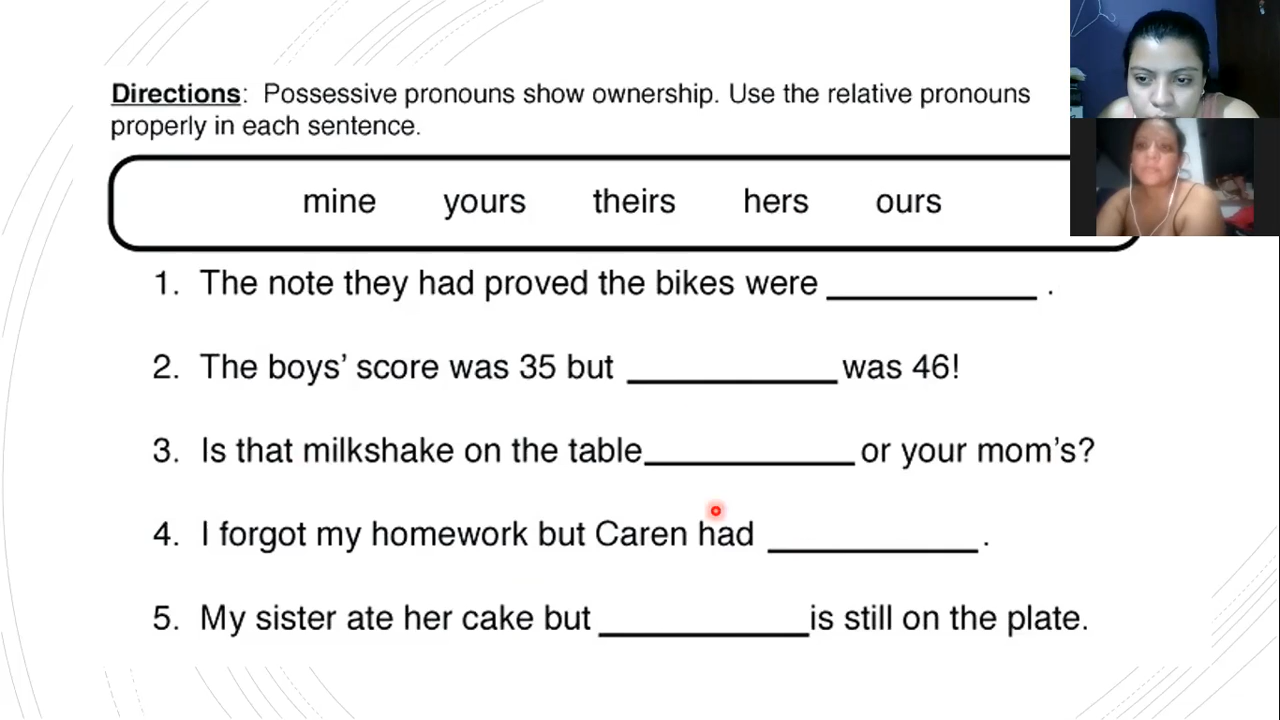 Directions: Possessive pronouns show ownership. Use the relative pronouns
properly in each sentence.
mine yours theirs hers ours
1. The note they had proved the bikes were ____________ .
2. The boys’ score was 35 but ____________ was 46!
3. Is that milkshake on the table____________ or your mom’s?
4. I forgot my homework but Caren had ____________.
5. My sister ate her cake but ____________is still on the plate.